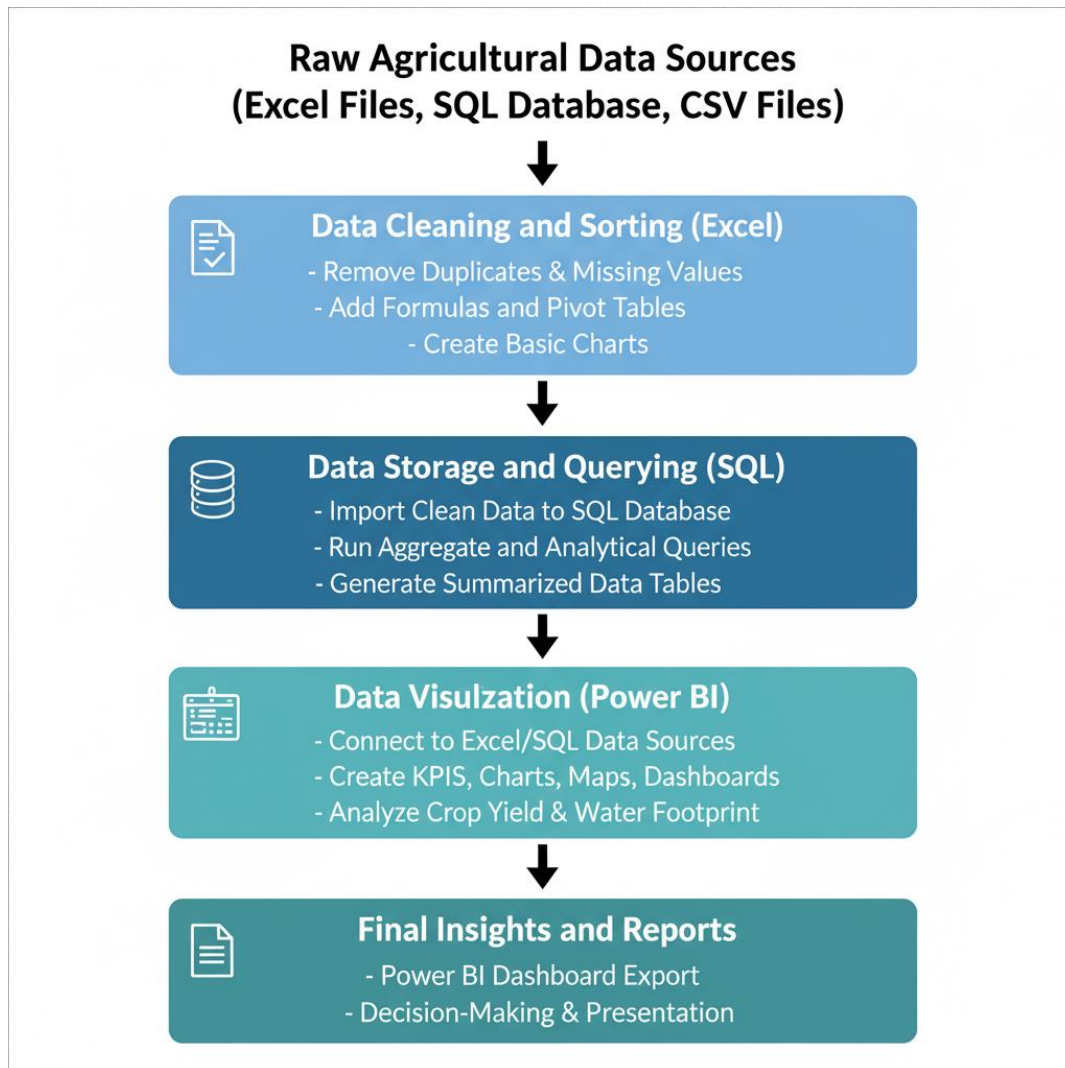 Raw Agricultural Data Sources
(Excel Files, SQL Database, CSV Files)
Data Cleaning and Sorting (Excel)
- Remove Duplicates & Missing Values
- Add Formulas and Pivot Tables
- Create Basic Charts
Data Storage and Querying (SQL)
- Import Clean Data to SQL Database
- Run Aggregate and Analytical Queries
- Generate Summarized Data Tables
Data Visulzation (Power BI)
- Connect to Excel/SQL Data Sources
- Create KPIS, Charts, Maps, Dashboards
- Analyze Crop Yield & Water Footprint
Final Insights and Reports
- Power BI Dashboard Export
- Decision-Making & Presentation